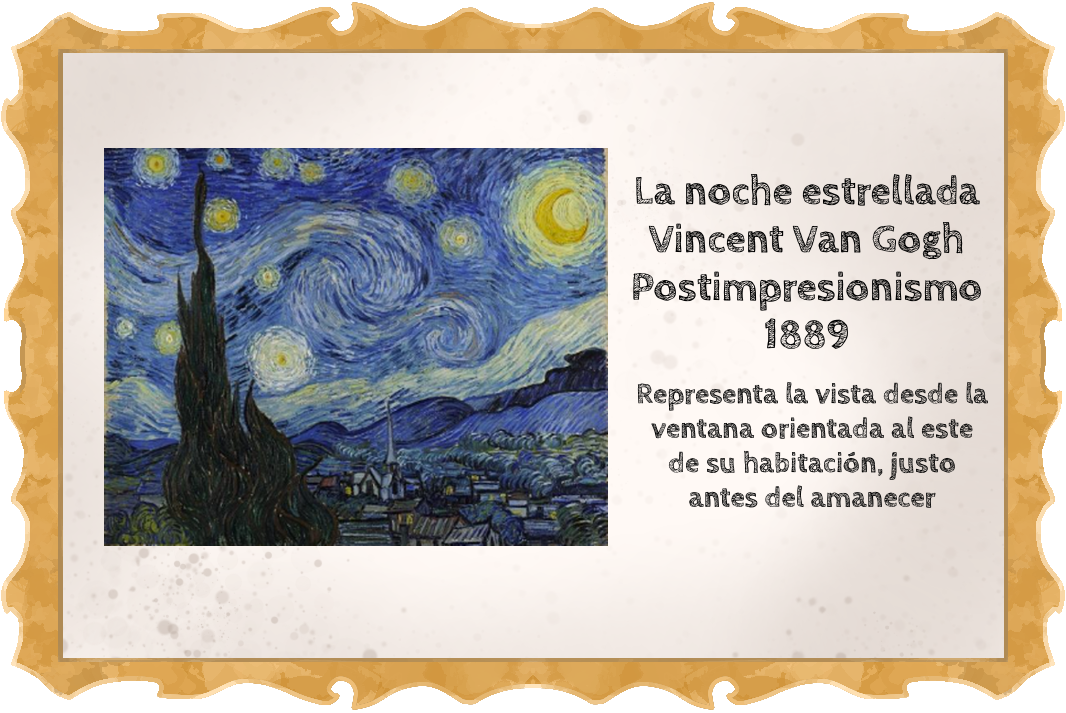 La noche estrellada
Vincent Van Gogh
Postimpresionismo
1889
Representa la vista desde la
ventana orientada al este
de su habitación, justo
antes del amanecer